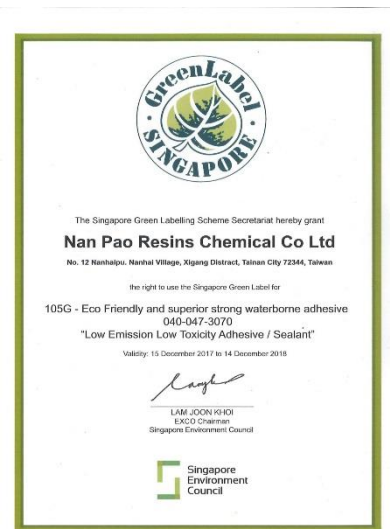 GreenLabel
SINGAPORE
The Singapore Green Labelling Scheme Secretariat hereby grant
Nan Pao Resins Chemical Co Ltd
No. 12 Nanhaipu. Nanhai Village, Xigang Distract, Tainan City 72344, Taiwan
the right to use the Singapore Green Label for
105G - Eco Friendly and superior strong waterborne adhesive
040-047-3070
"Low Emission Low Toxicity Adhesive / Sealant"
Validity: 15 December 2017 to 14 December 2018
LAM JOON KHOI
EXCO Chairman
Singapore Environment Council
Singapore
Environment
Council